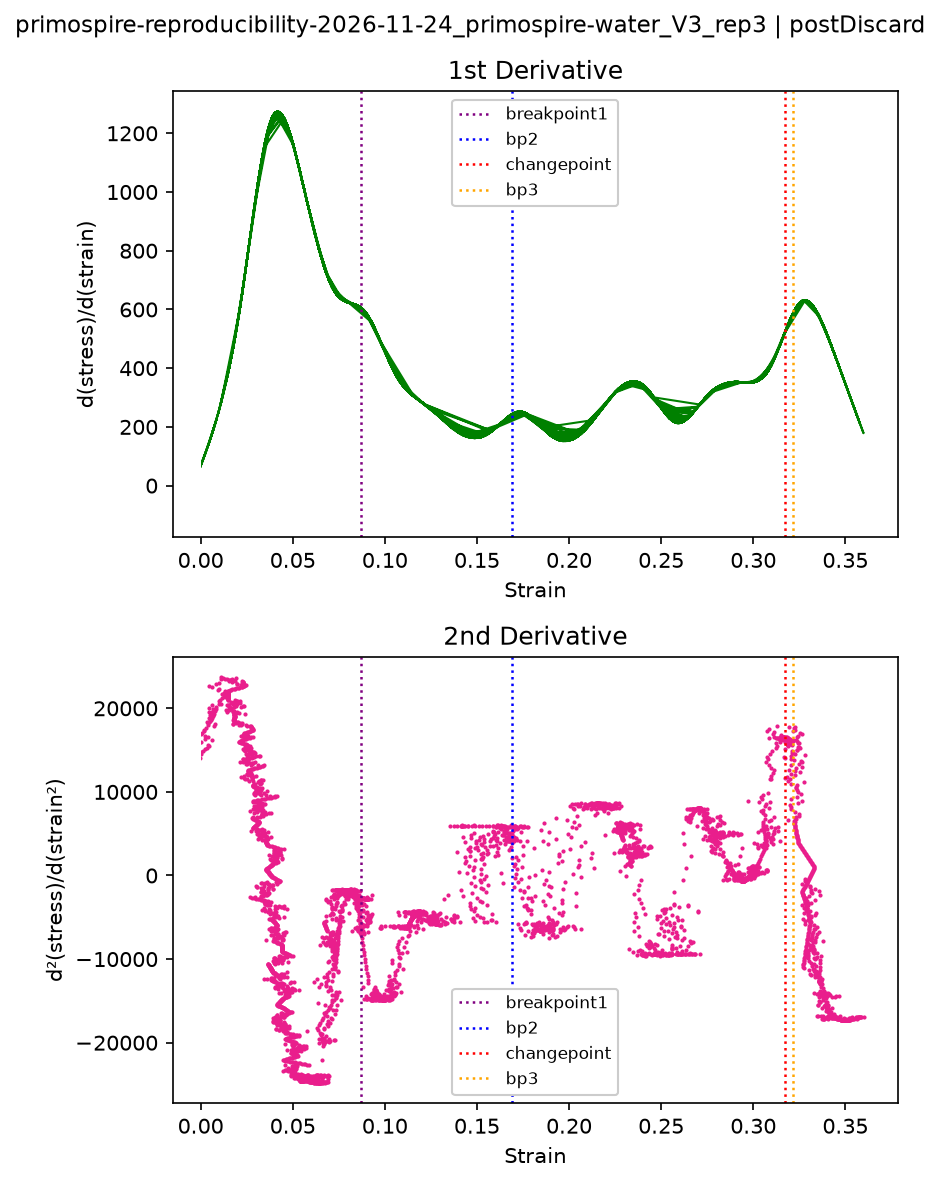 primospire-reproducibility-2026-11-24_primospire-water_V3_rep3 | postDiscard
1st Derivative
d(stress)/d(strain)
1200
1000
800
600
400
200
0
breakpoint1
bp2
changepoint
bp3
0.00 0.05 0.10 0.15 0.20 0.25 0.30 0.35
Strain
2nd Derivative
d²(stress)/d(strain²)
20000
10000
0
−10000
−20000
breakpoint1
bp2
changepoint
bp3
0.00 0.05 0.10 0.15 0.20 0.25 0.30 0.35
Strain